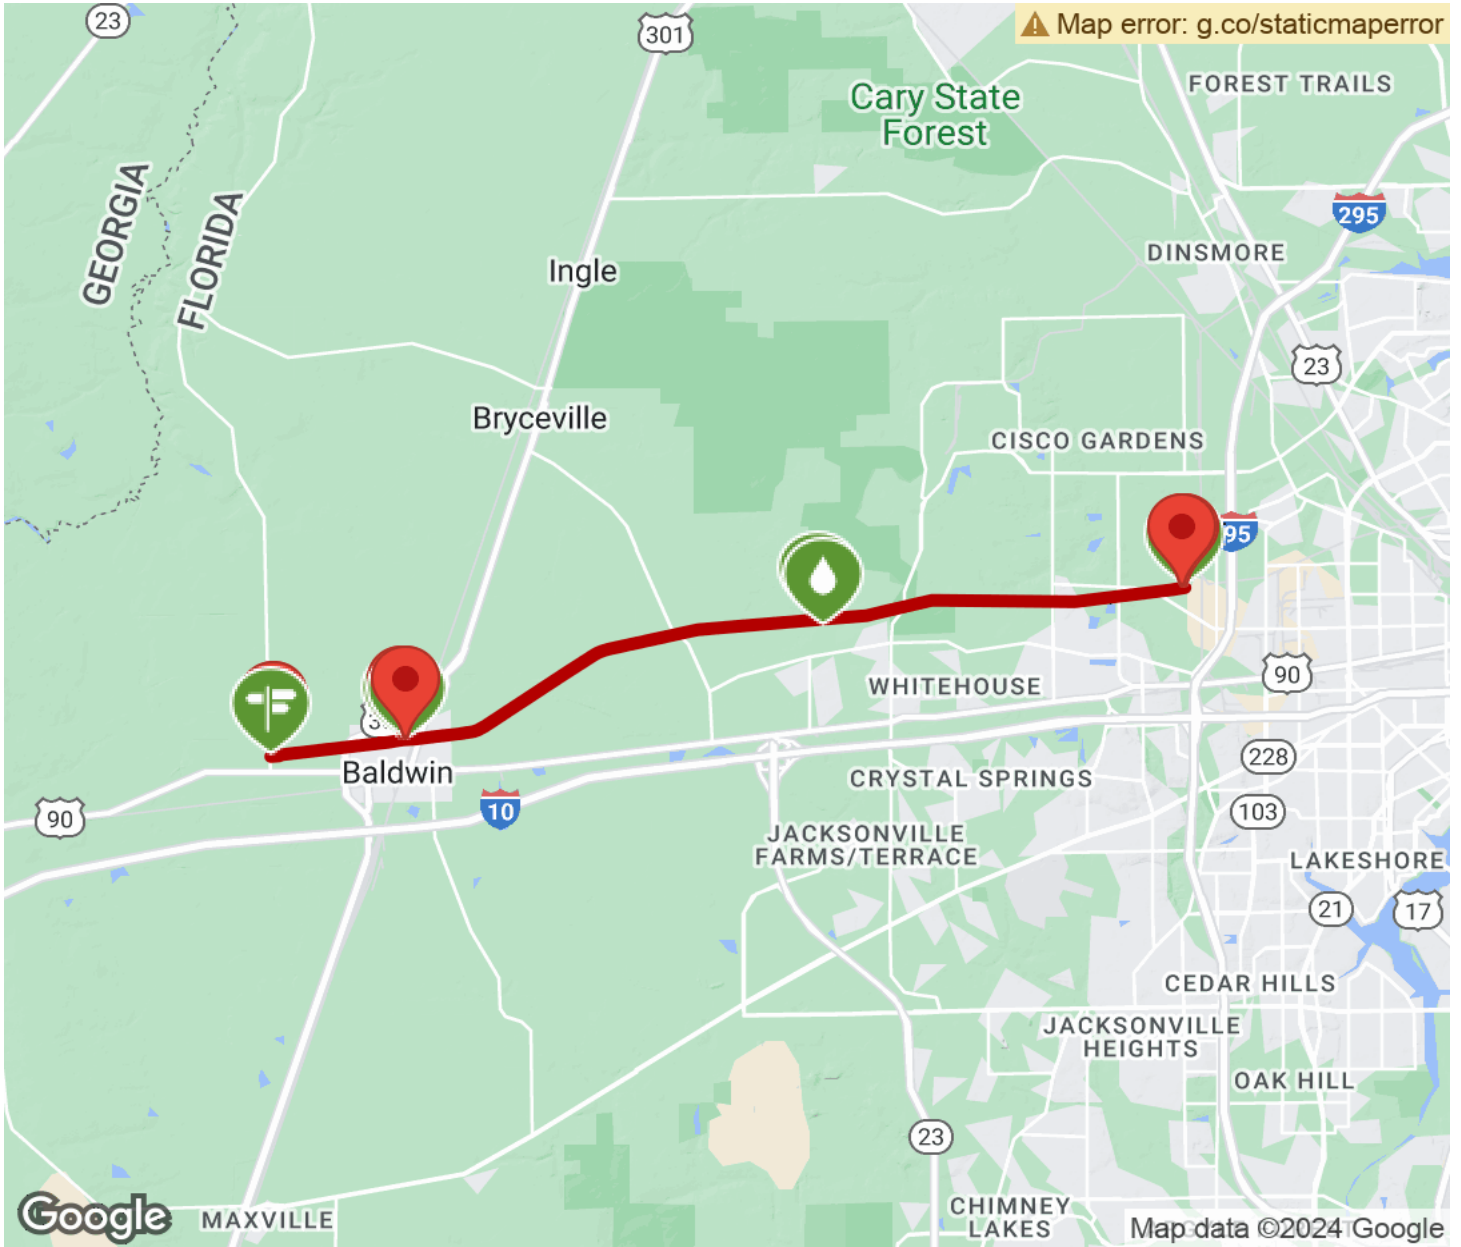 23
301
Map error: g.co/staticmaperror
FOREST TRAILS
Cary State
Forest
GEORGIA
FLORIDA
295
DINSMORE
Ingle
23
Bryceville
CISCO GARDENS
95
90
WHITEHOUSE
3
Baldwin
228
CRYSTAL SPRINGS
90
10
103
JACKSONVILLE
FARMS/TERRACE
LAKESHORE
21
17
CEDAR HILLS
JACKSONVILLE
HEIGHTS
OAK HILL
23
CHIMNEY
LAKES
Google
MAXVILLE
Map data ©2024 Google